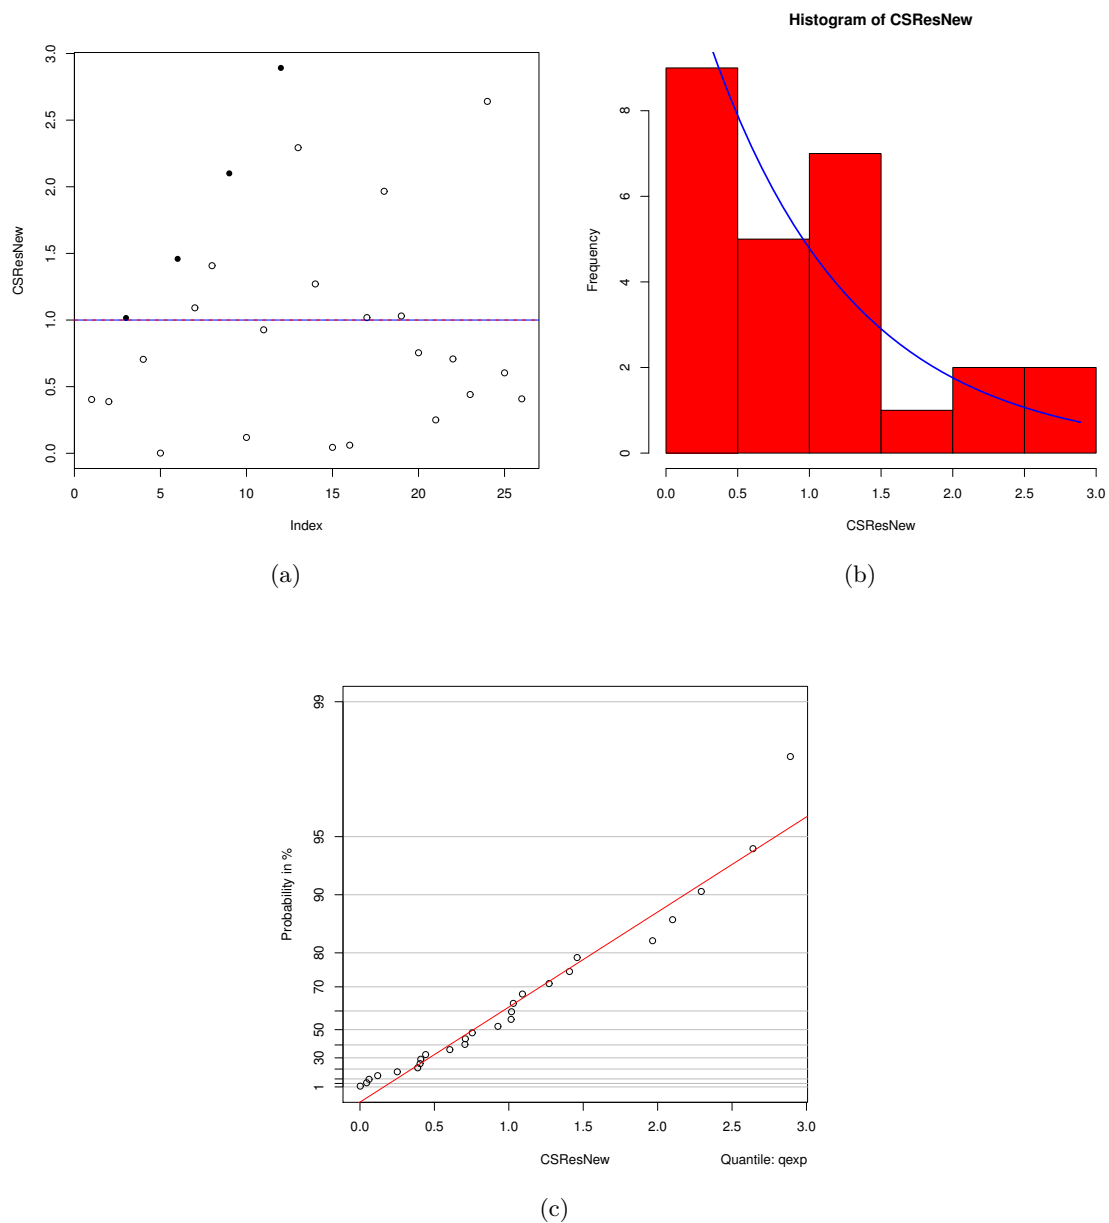 CSResNew
3.0
2.5
2.0
1.5
1.0
0.5
0.0
0 5 10 15 20 25
Index
(a)
Histogram of CSResNew
Frequency
8
6
4
2
0
0.0 0.5 1.0 1.5 2.0 2.5 3.0
CSResNew
(b)
Probability in %
99
95
90
80
70
50
30
1
0.0 0.5 1.0 1.5 2.0 2.5 3.0
CSResNew Quantile: qexp
(c)